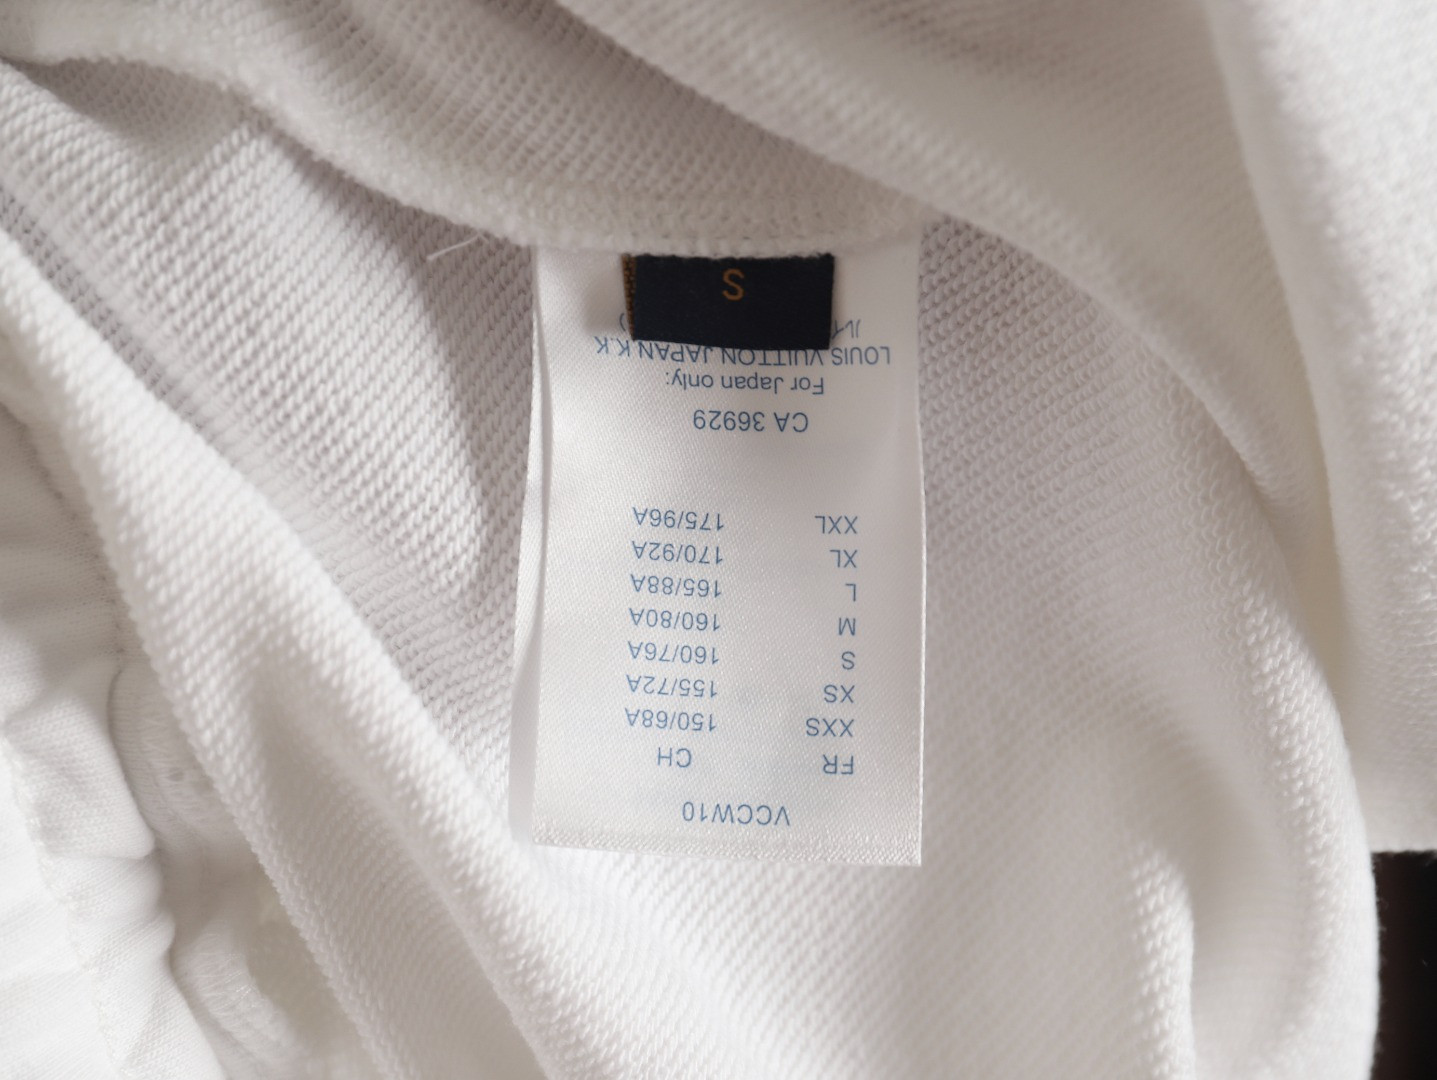 VCCW10
FR CH
XXS 150/68A
XS 155/72A
S 160/76A
M 160/80A
L 165/88A
XL 170/92A
XXL 175/96A
CA 36929
For Japan only:
LOUIS VUITTON JAPAN K.K
S